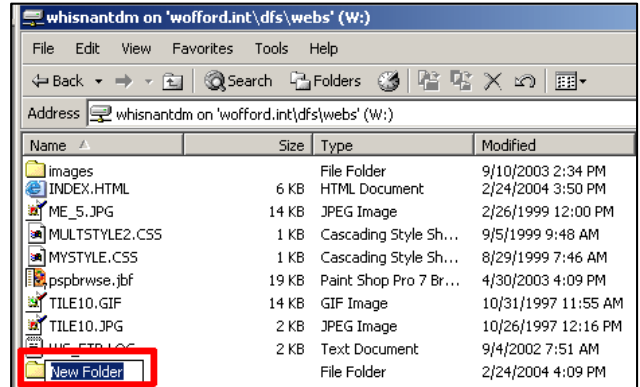 whisnantdm on 'wofford.int\dfs\webs' (W:)
File Edit View Favorites Tools Help
Back Search Folders
Address whisnantdm on 'wofford.int\dfs\webs' (W:)
Name Size Type Modified
images File Folder 9/10/2003 2:34 PM
INDEX.HTML 6 KB HTML Document 2/24/2004 3:50 PM
ME_5.JPG 14 KB JPEG Image 2/26/1999 12:00 PM
MULTSTYLE2.CSS 1 KB Cascading Style Sh... 9/5/1999 9:48 AM
MYSTYLE.CSS 1 KB Cascading Style Sh... 8/29/1999 7:46 AM
pspbrwse.jbf 19 KB Paint Shop Pro 7 Br... 4/30/2003 4:09 PM
TILE10.GIF 14 KB GIF Image 10/31/1997 11:55 AM
TILE10.JPG 2 KB JPEG Image 10/26/1997 12:16 PM
WS_FTP.LOG 2 KB Text Document 9/4/2002 7:51 AM
New Folder File Folder 2/24/2004 4:09 PM